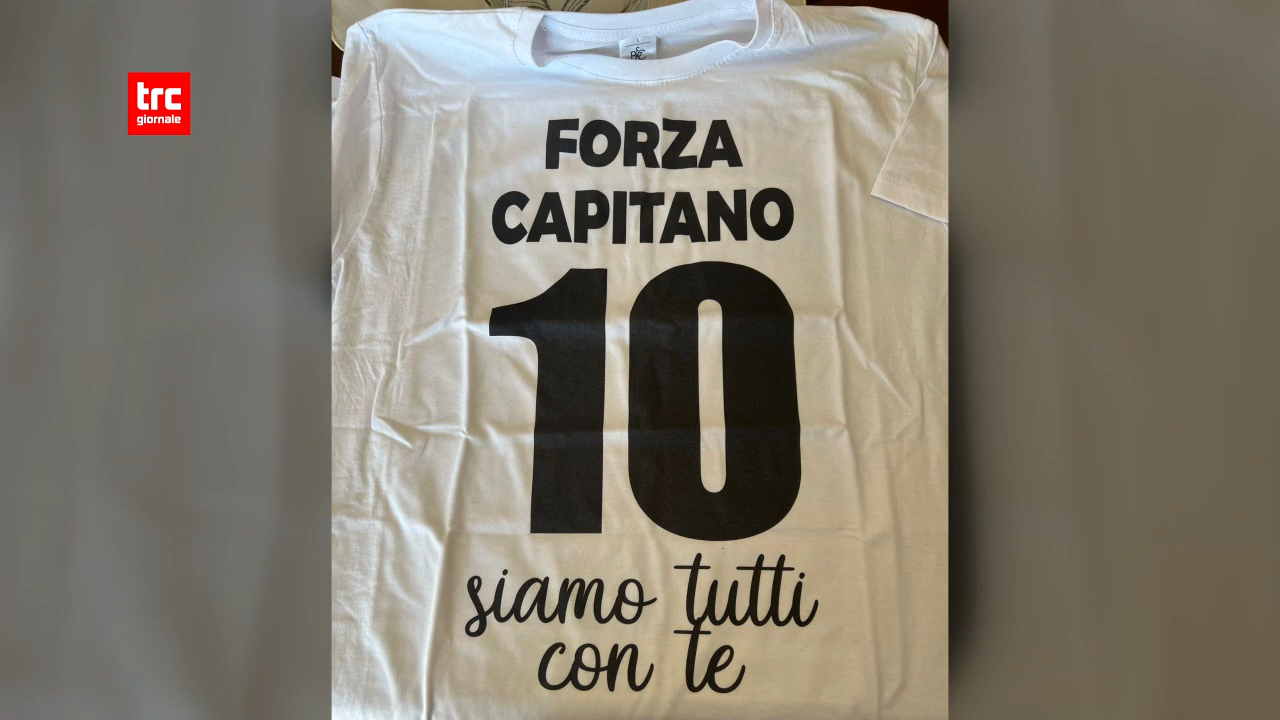 trc
giornale
L
B&C
FORZA
CAPITANO
10
siamo tutti
con te